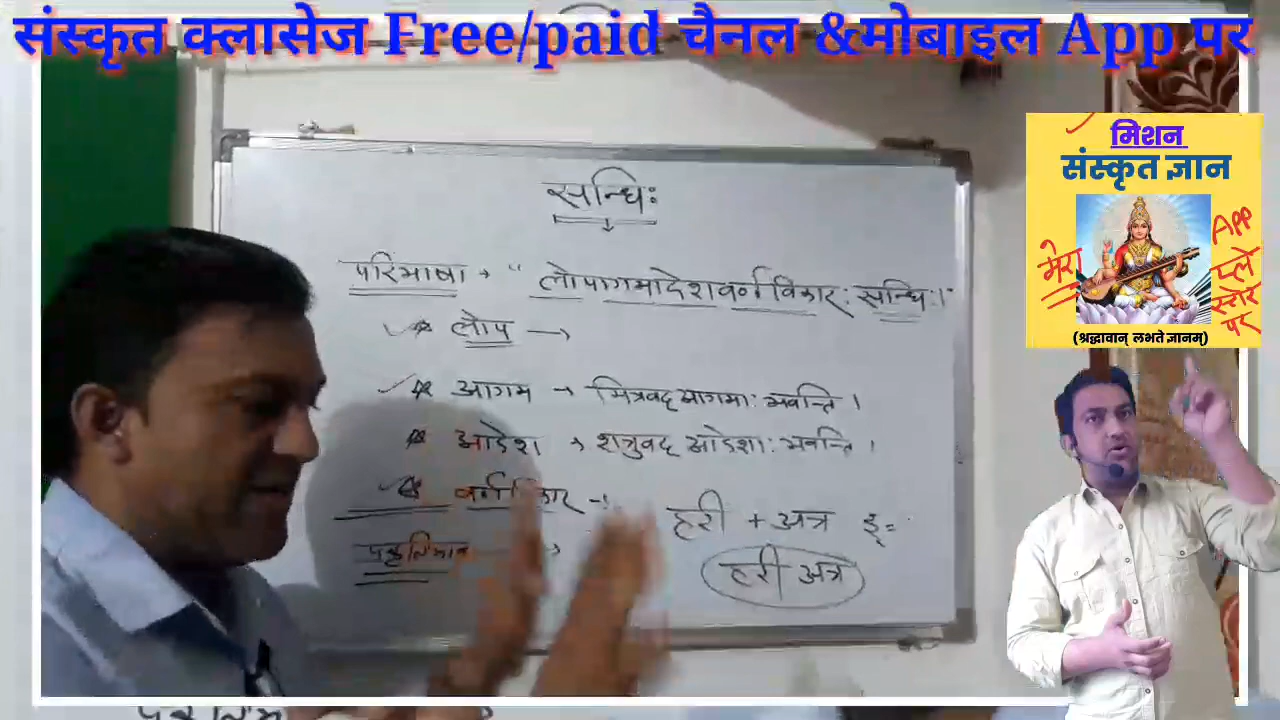 संस्कृत क्लासेज Free/paid चैनल &मोबाइल App पर
मिशन
संस्कृत ज्ञान
मेरा
App
प्ले
स्टोर
पर
(श्रद्धावान् लभते ज्ञानम्)
सन्धिः
परिभाषा → " लोपागमादेशवर्णविकारः सन्धिः।"
लोप →
आगम → मित्रवद् आगमाः भवन्ति ।
आदेश → शत्रुवद् आदेशाः भवन्ति ।
वर्णविकार →
हरी + अत्र
प्रकृतिभाव
हरी अत्र